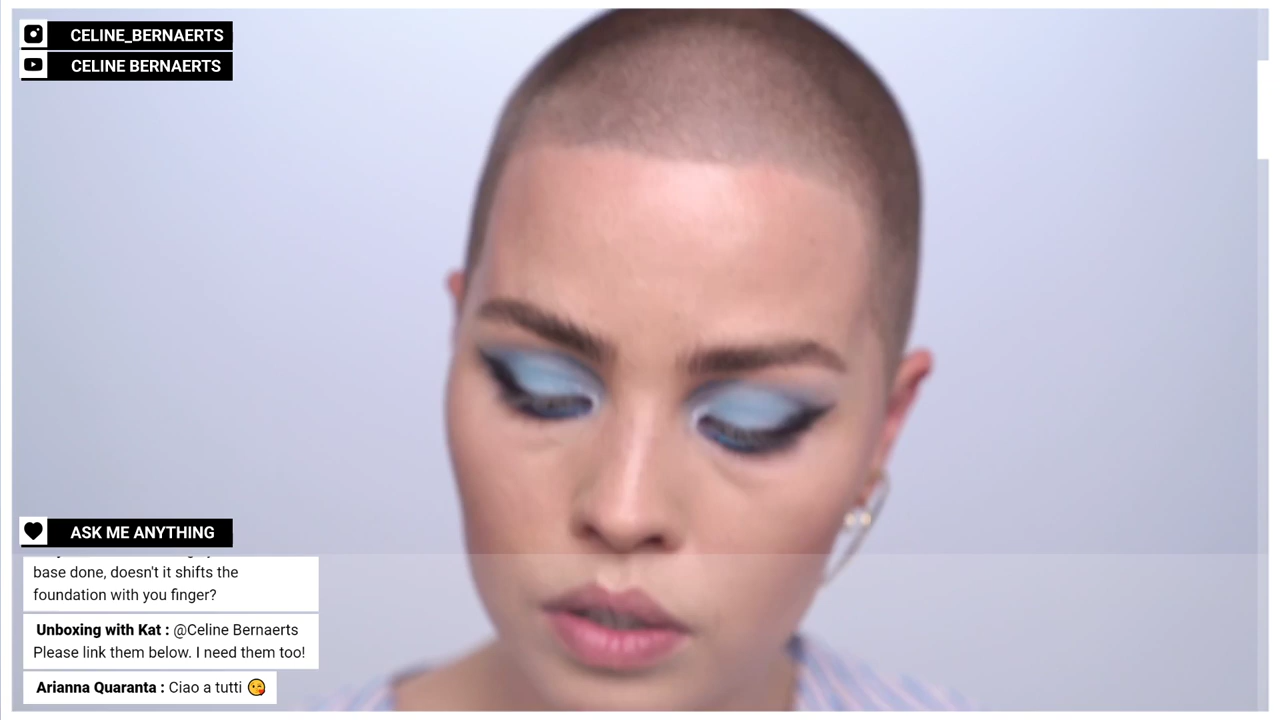 CELINE_BERNAERTS
CELINE BERNAERTS
ASK ME ANYTHING
base done, doesn't it shifts the
foundation with you finger?
Unboxing with Kat : @Celine Bernaerts
Please link them below. I need them too!
Arianna Quaranta : Ciao a tutti 😘